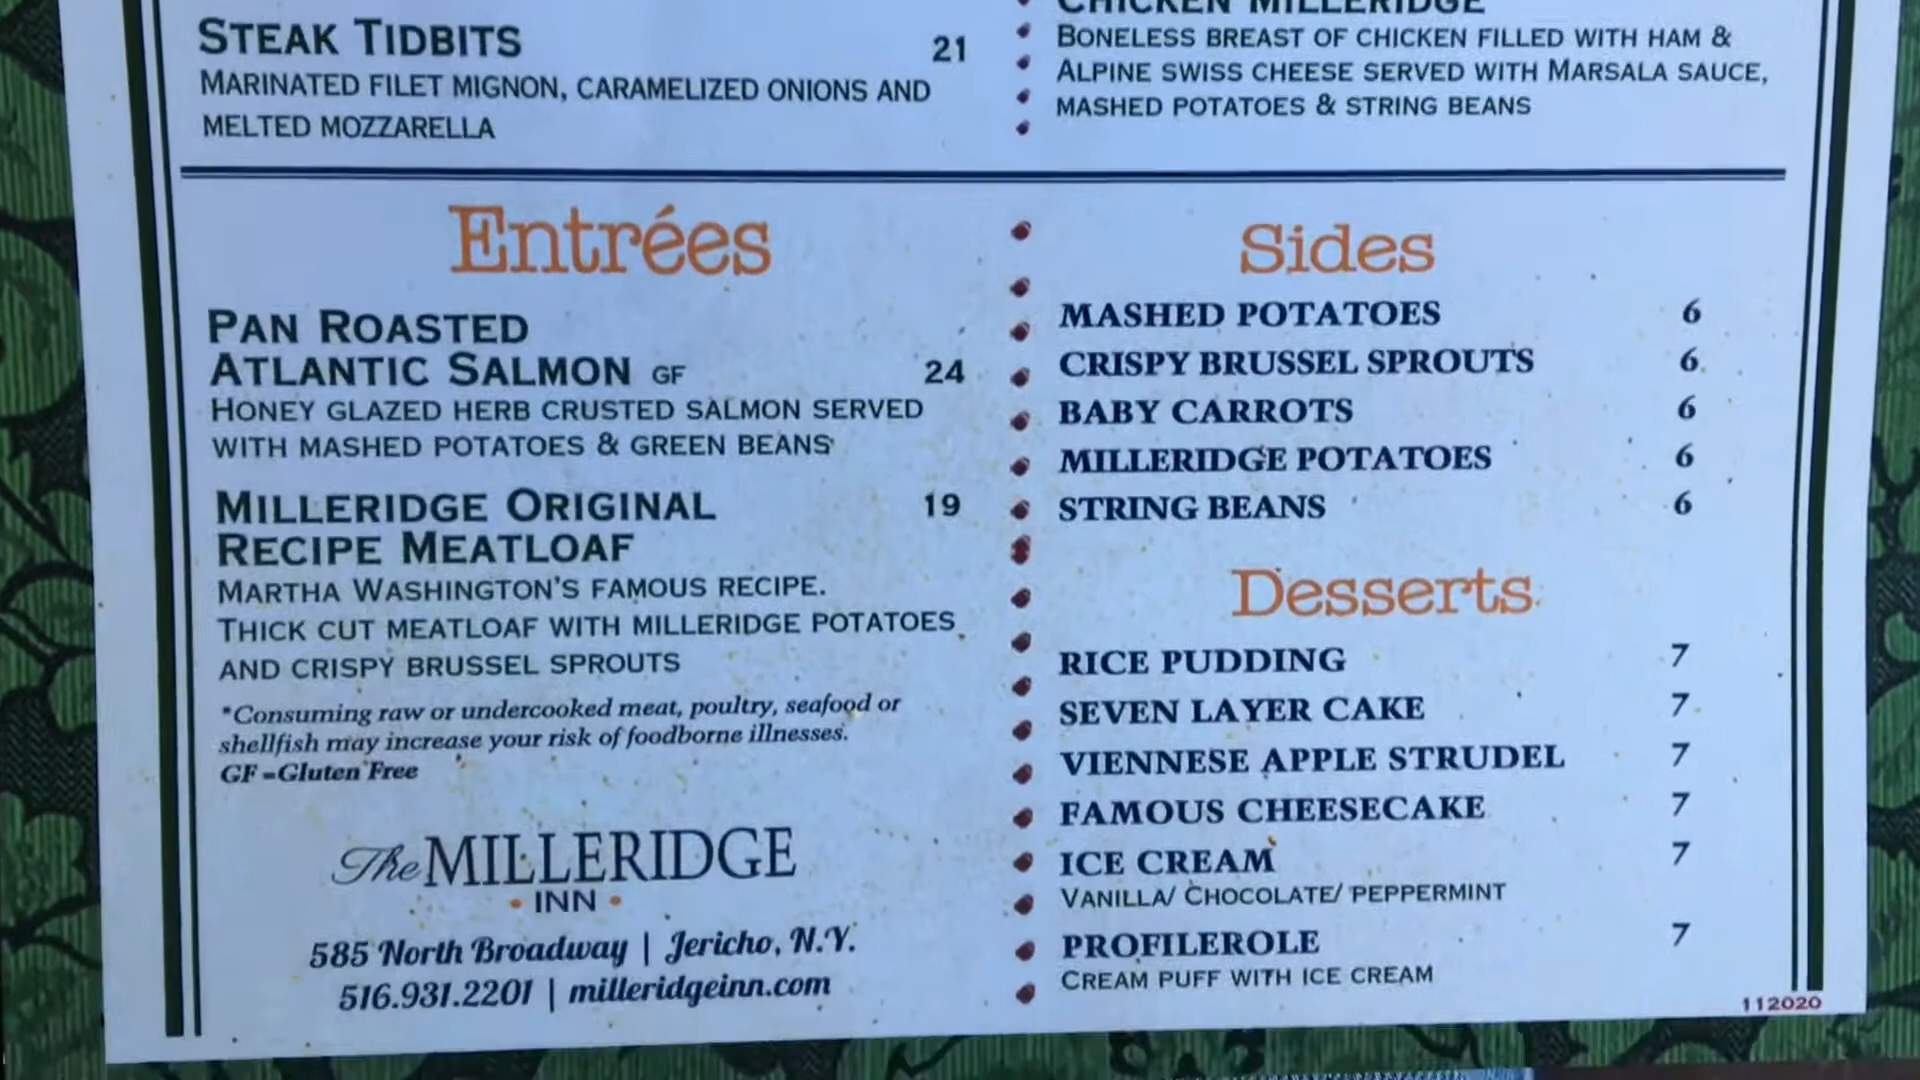 STEAK TIDBITS 21
MARINATED FILET MIGNON, CARAMELIZED ONIONS AND
MELTED MOZZARELLA
CHICKEN MILLERIDGE
BONELESS BREAST OF CHICKEN FILLED WITH HAM &
ALPINE SWISS CHEESE SERVED WITH MARSALA SAUCE,
MASHED POTATOES & STRING BEANS
Entrées
PAN ROASTED
ATLANTIC SALMON GF 24
HONEY GLAZED HERB CRUSTED SALMON SERVED
WITH MASHED POTATOES & GREEN BEANS
MILLERIDGE ORIGINAL 19
RECIPE MEATLOAF
MARTHA WASHINGTON'S FAMOUS RECIPE.
THICK CUT MEATLOAF WITH MILLERIDGE POTATOES
AND CRISPY BRUSSEL SPROUTS
*Consuming raw or undercooked meat, poultry, seafood or
shellfish may increase your risk of foodborne illnesses.
GF =Gluten Free
The MILLERIDGE
• INN •
585 North Broadway | Jericho, N.Y.
516.931.2201 | milleridgeinn.com
Sides
MASHED POTATOES 6
CRISPY BRUSSEL SPROUTS 6
BABY CARROTS 6
MILLERIDGE POTATOES 6
STRING BEANS 6
Desserts
RICE PUDDING 7
SEVEN LAYER CAKE 7
VIENNESE APPLE STRUDEL 7
FAMOUS CHEESECAKE 7
ICE CREAM 7
VANILLA/ CHOCOLATE/ PEPPERMINT
PROFILEROLE 7
CREAM PUFF WITH ICE CREAM
112020